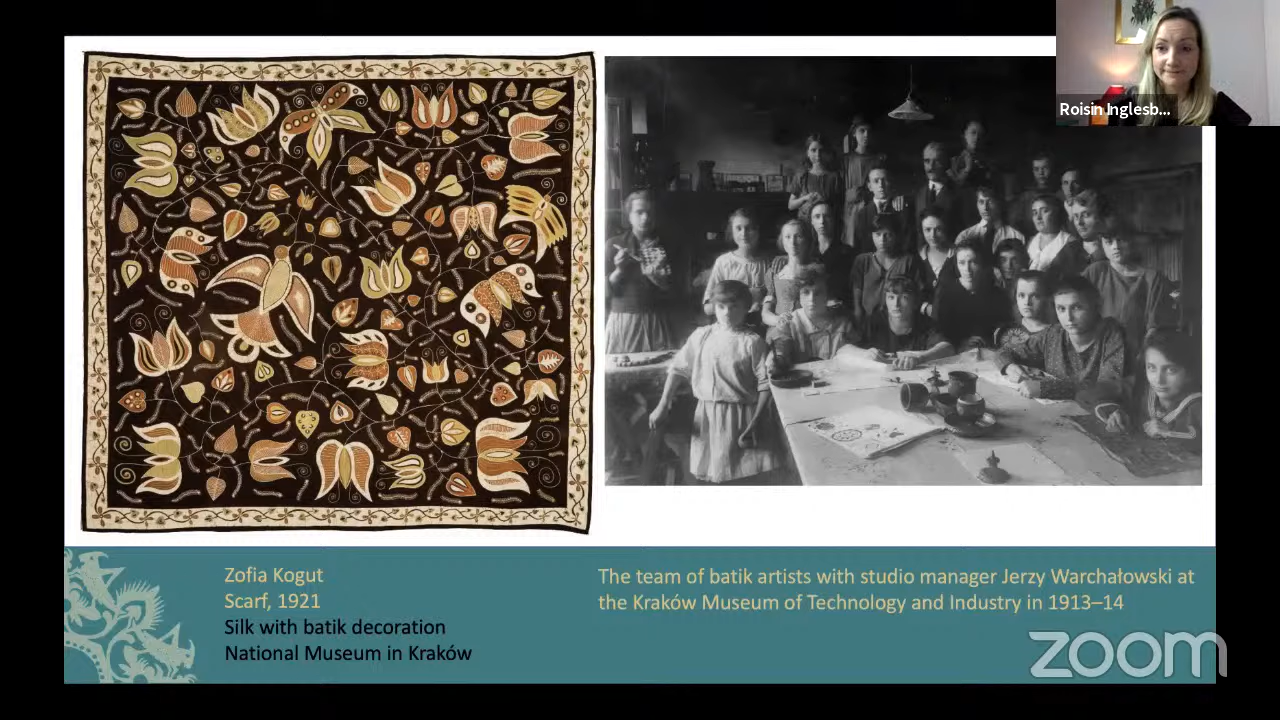 Roisin Inglesb...
Zofia Kogut
Scarf, 1921
Silk with batik decoration
National Museum in Kraków
The team of batik artists with studio manager Jerzy Warchałowski at
the Kraków Museum of Technology and Industry in 1913–14
zoom